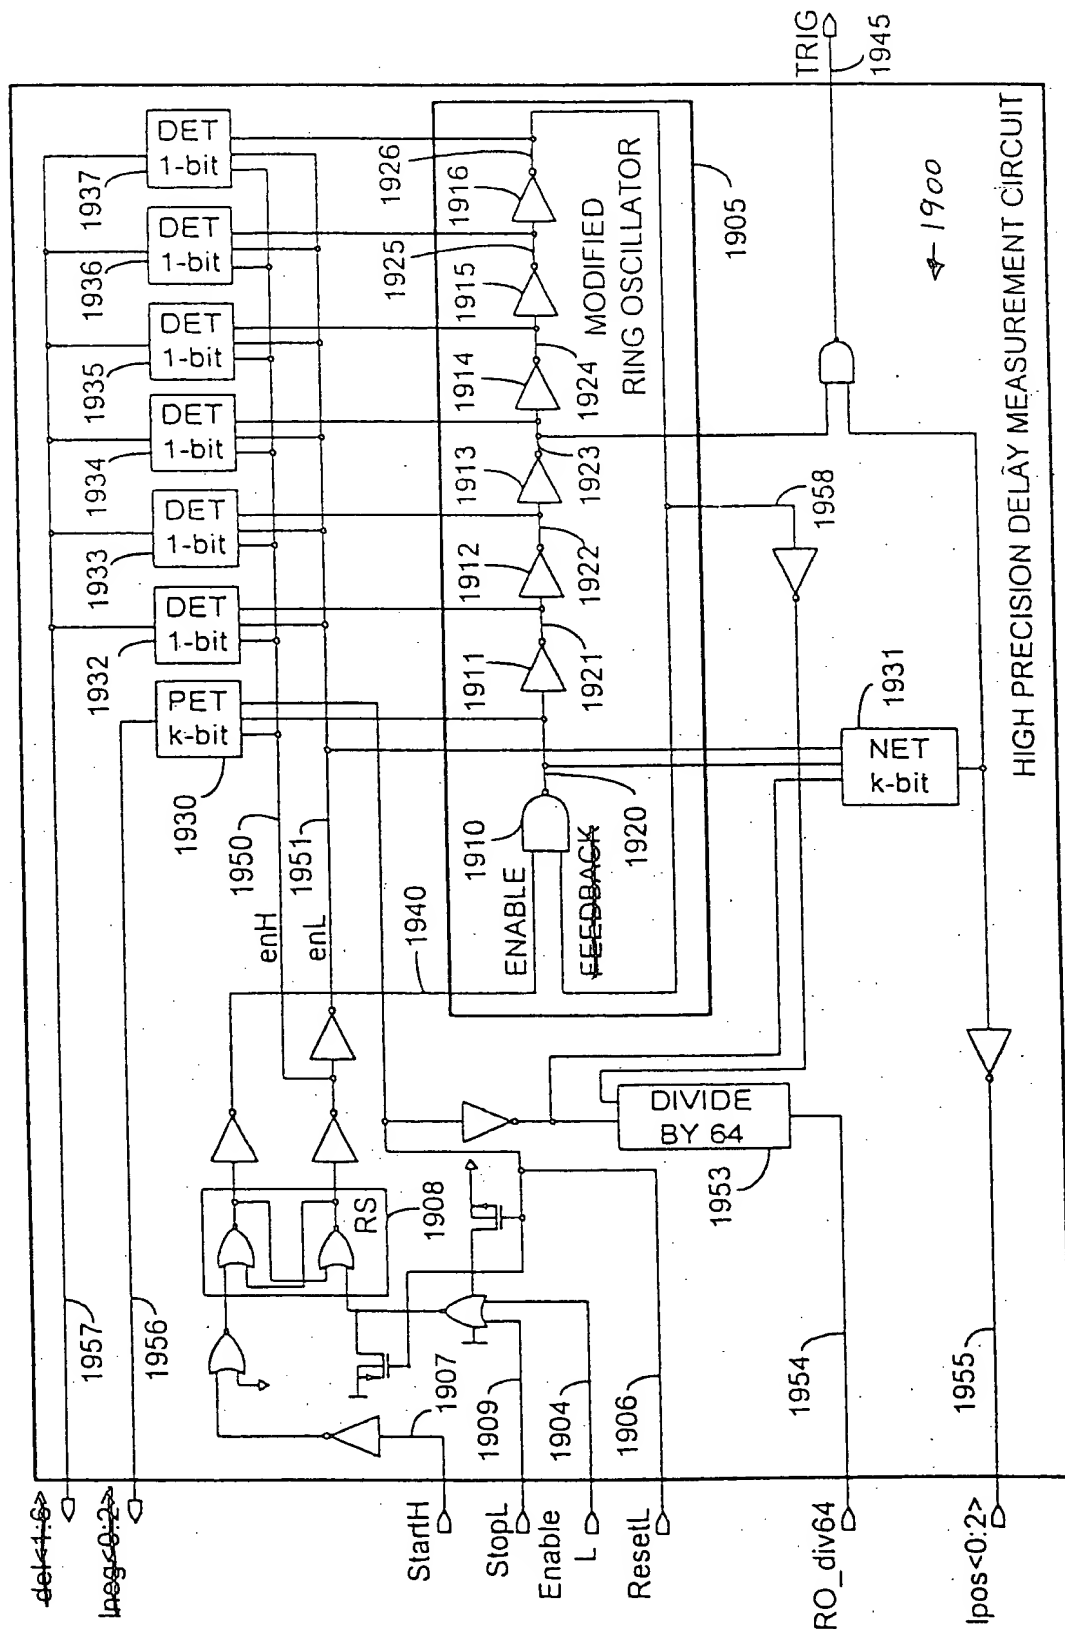 del<1:6>
Ineg<0:2>
StartH
StopL
Enable
L
ResetL
RO_div64
Ipos<0:2>
TRIG
1945
1957
1956
1907
1909
1904
1906
1954
1955
RS
1908
enH
enL
1950
1951
1940
PET
k-bit
1930
DET
1-bit
1932
DET
1-bit
1933
DET
1-bit
1934
DET
1-bit
1935
DET
1-bit
1936
DET
1-bit
1937
ENABLE
FEEDBACK
1910
1920
1911
1921
1912
1922
1913
1923
1914
1924
1915
1925
1916
1926
MODIFIED
RING OSCILLATOR
1905
DIVIDE
BY 64
1953
NET
k-bit
1931
1958
1900
HIGH PRECISION DELAY MEASUREMENT CIRCUIT